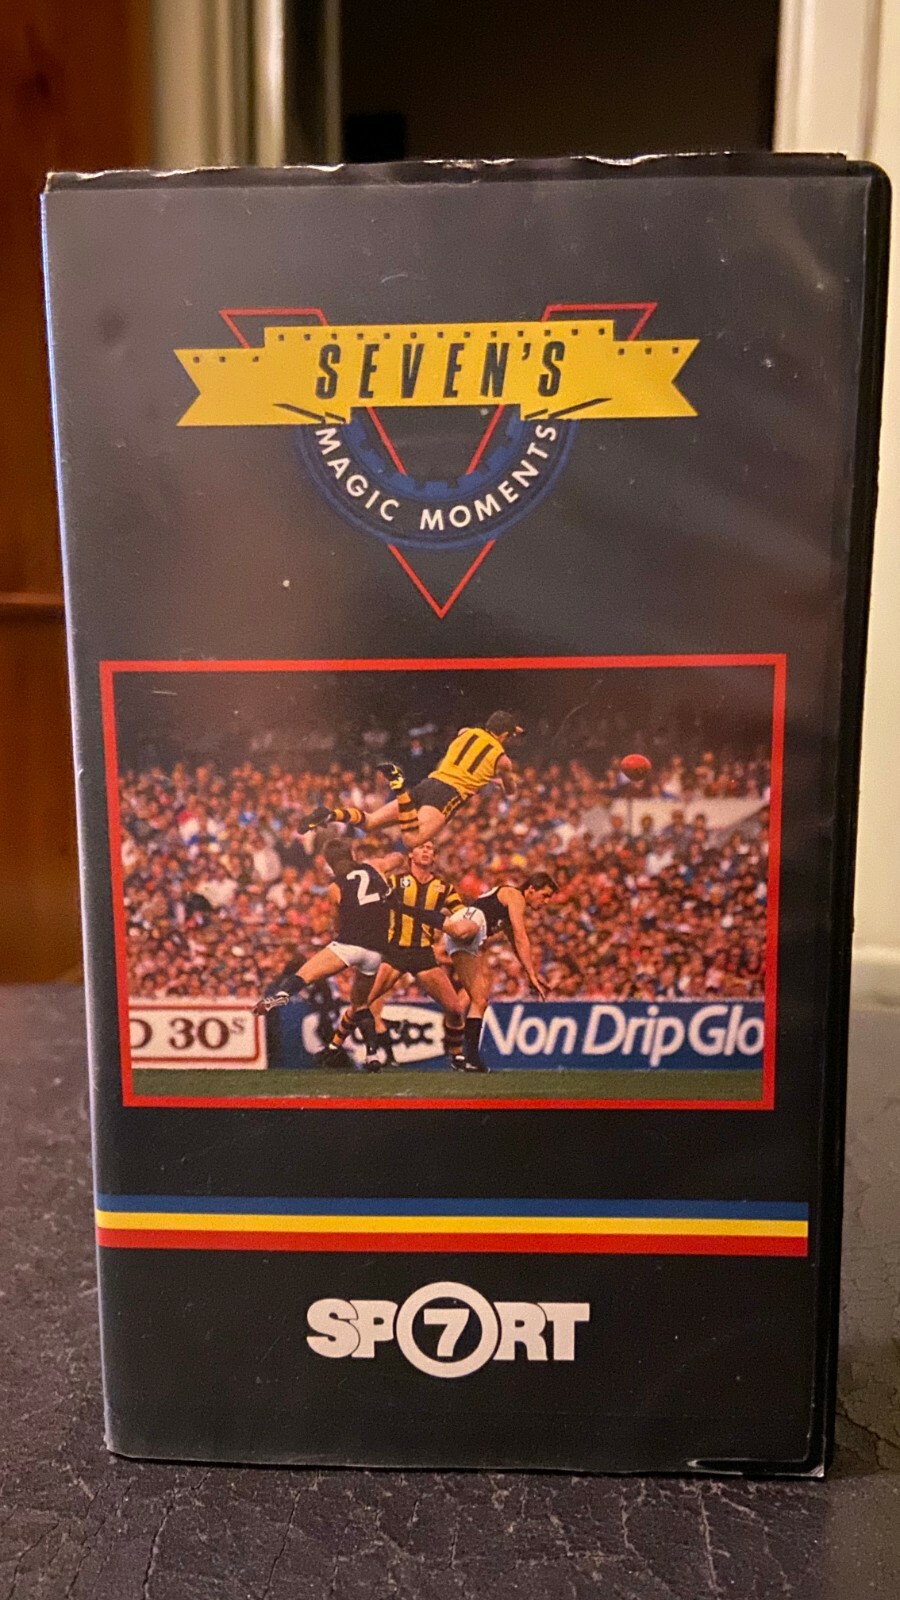 SEVEN'S
MAGIC MOMENTS
11
2
D 30s
Non Drip Glo
SP7RT